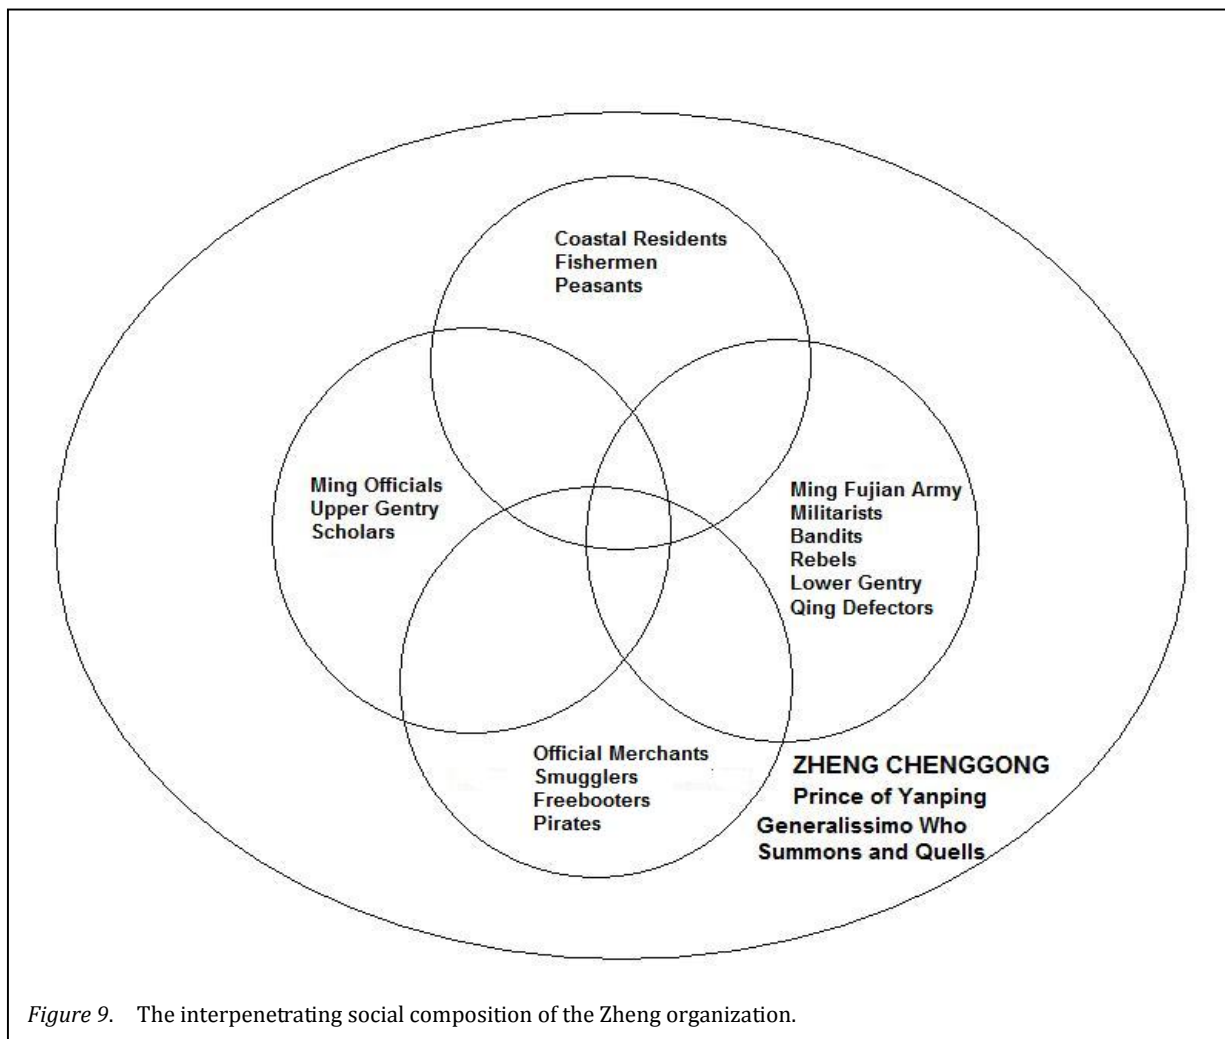 Coastal Residents
Fishermen
Peasants
Ming Officials
Upper Gentry
Scholars
Ming Fujian Army
Militarists
Bandits
Rebels
Lower Gentry
Qing Defectors
Official Merchants
Smugglers
Freebooters
Pirates
ZHENG CHENGGONG
Prince of Yanping
Generalissimo Who
Summons and Quells
Figure 9. The interpenetrating social composition of the Zheng organization.